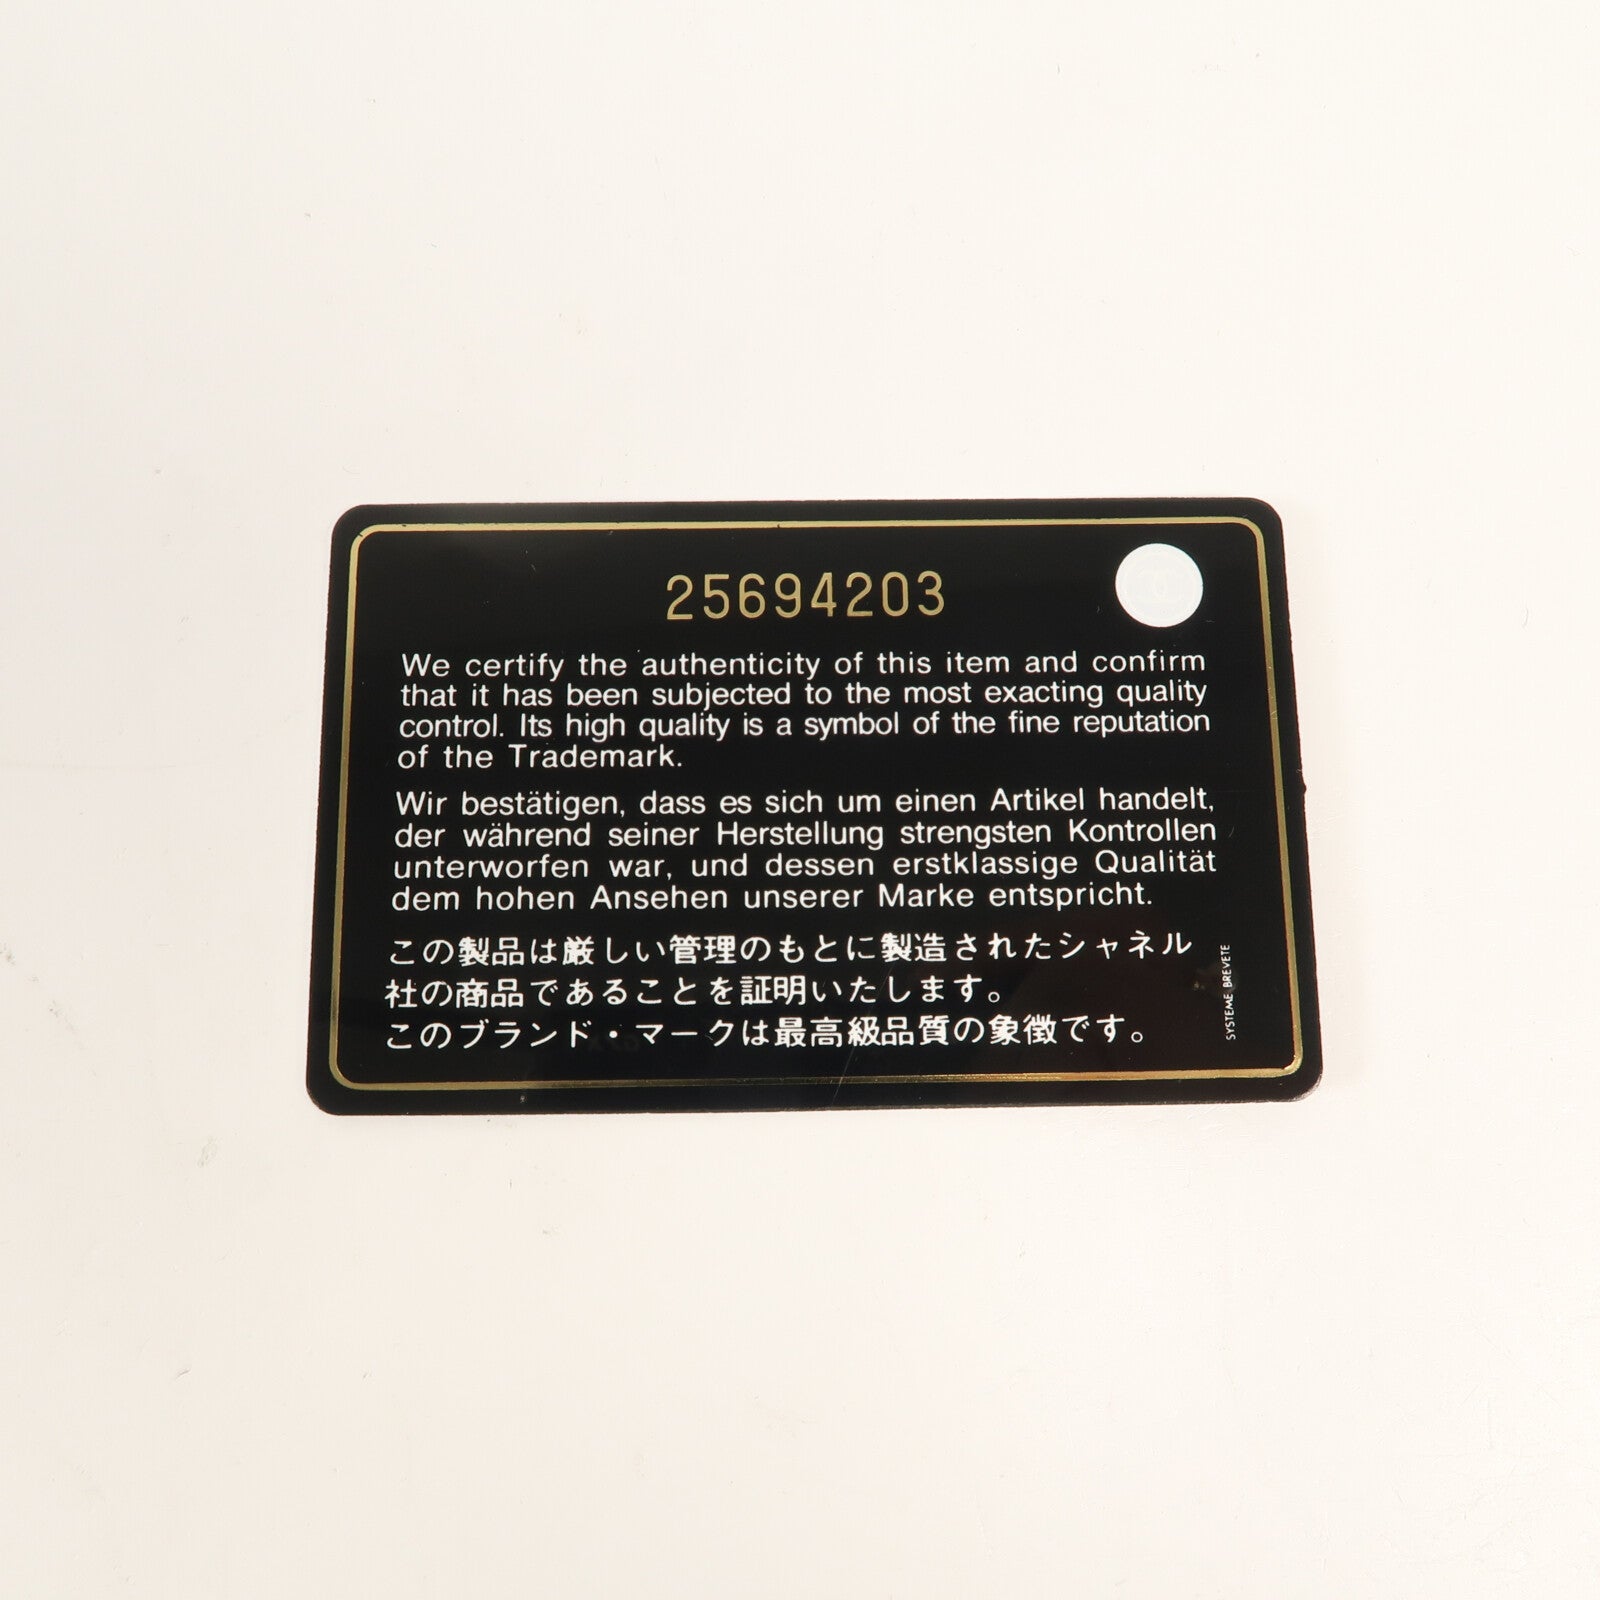 25694203
We certify the authenticity of this item and confirm
that it has been subjected to the most exacting quality
control. Its high quality is a symbol of the fine reputation
of the Trademark.
Wir bestätigen, dass es sich um einen Artikel handelt,
der während seiner Herstellung strengsten Kontrollen
unterworfen war, und dessen erstklassige Qualität
dem hohen Ansehen unserer Marke entspricht.
この製品は厳しい管理のもとに製造されたシャネル
社の商品であることを証明いたします。
このブランド・マークは最高級品質の象徴です。
SYSTEME BREVETE